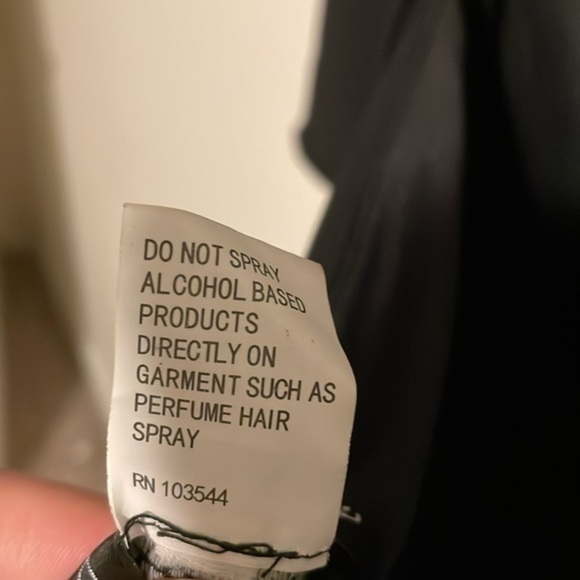 DO NOT SPRAY
ALCOHOL BASED
PRODUCTS
DIRECTLY ON
GARMENT SUCH AS
PERFUME HAIR
SPRAY
RN 103544